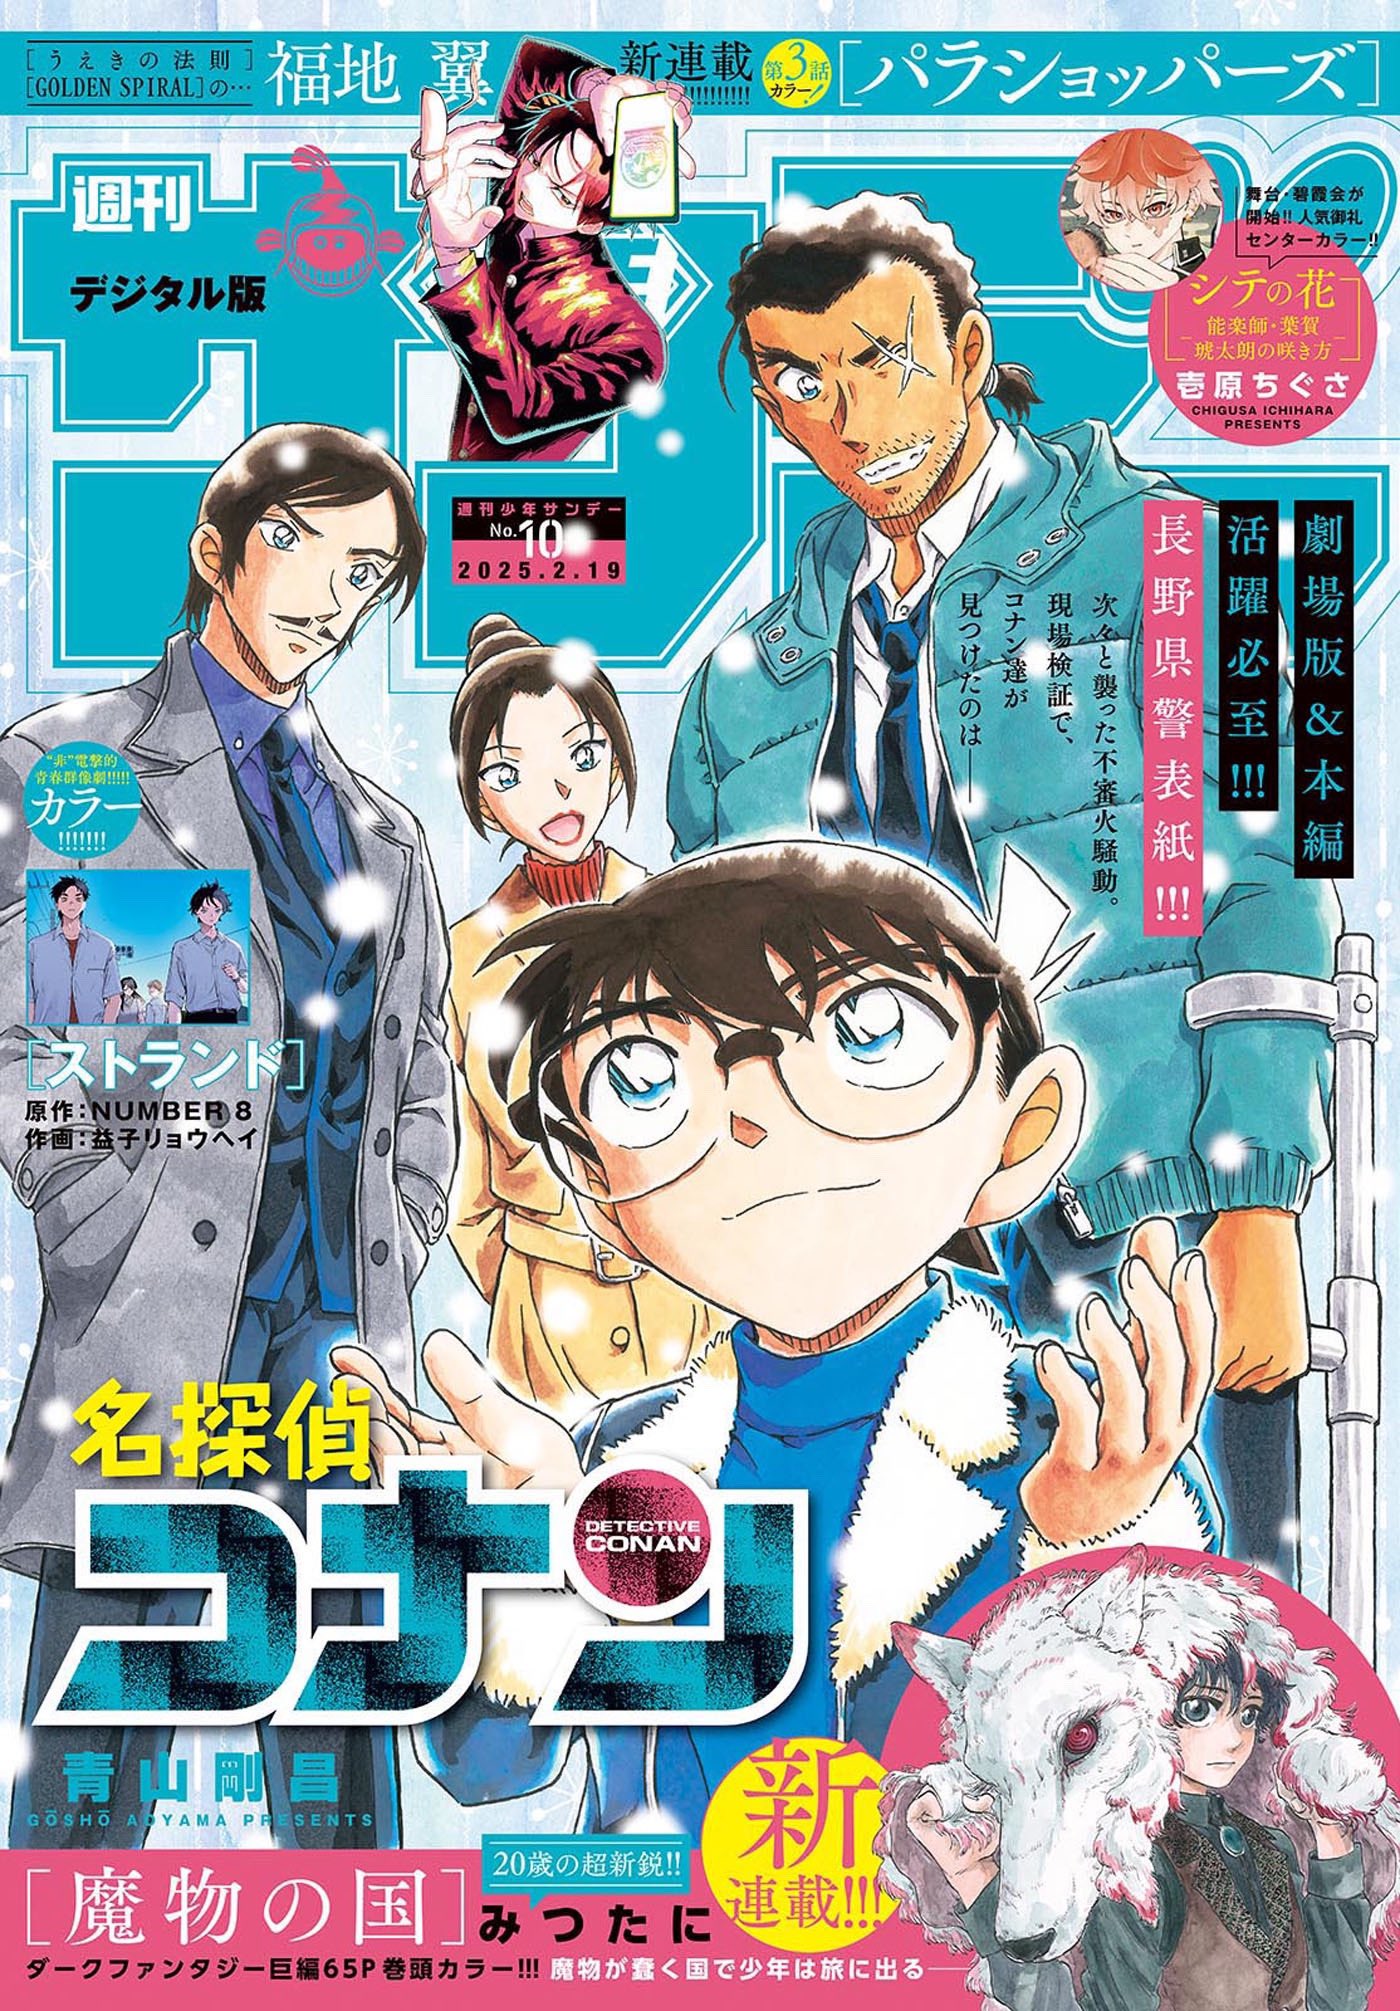 [うえきの法則]
[GOLDEN SPIRAL]の…
福地 翼
新連載
!!!!!!!!!!
第3話
カラー!
[パラショッパーズ]
週刊
デジタル版
サンデー
舞台・碧霞会が
開始!! 人気御礼
センターカラー!!
シテの花
能楽師・葉賀
琥太朗の咲き方
壱原ちぐさ
CHIGUSA ICHIHARA
PRESENTS
週刊少年サンデー
No.10
2025.2.19
劇場版&本編
活躍必至!!!
長野県警表紙!!!
次々と襲った不審火騒動。
現場検証で、
コナン達が
見つけたのは——
“非”電撃的
青春群像劇!!!!!
カラー
!!!!!!!
[ストランド]
原作:NUMBER 8
作画:益子リョウヘイ
名探偵
コナン
DETECTIVE
CONAN
青山剛昌
GŌSHŌ AOYAMA PRESENTS
新
連載!!!
20歳の超新鋭!!
[魔物の国]
みつたに
ダークファンタジー巨編65P 巻頭カラー!!! 魔物が蠢く国で少年は旅に出る——